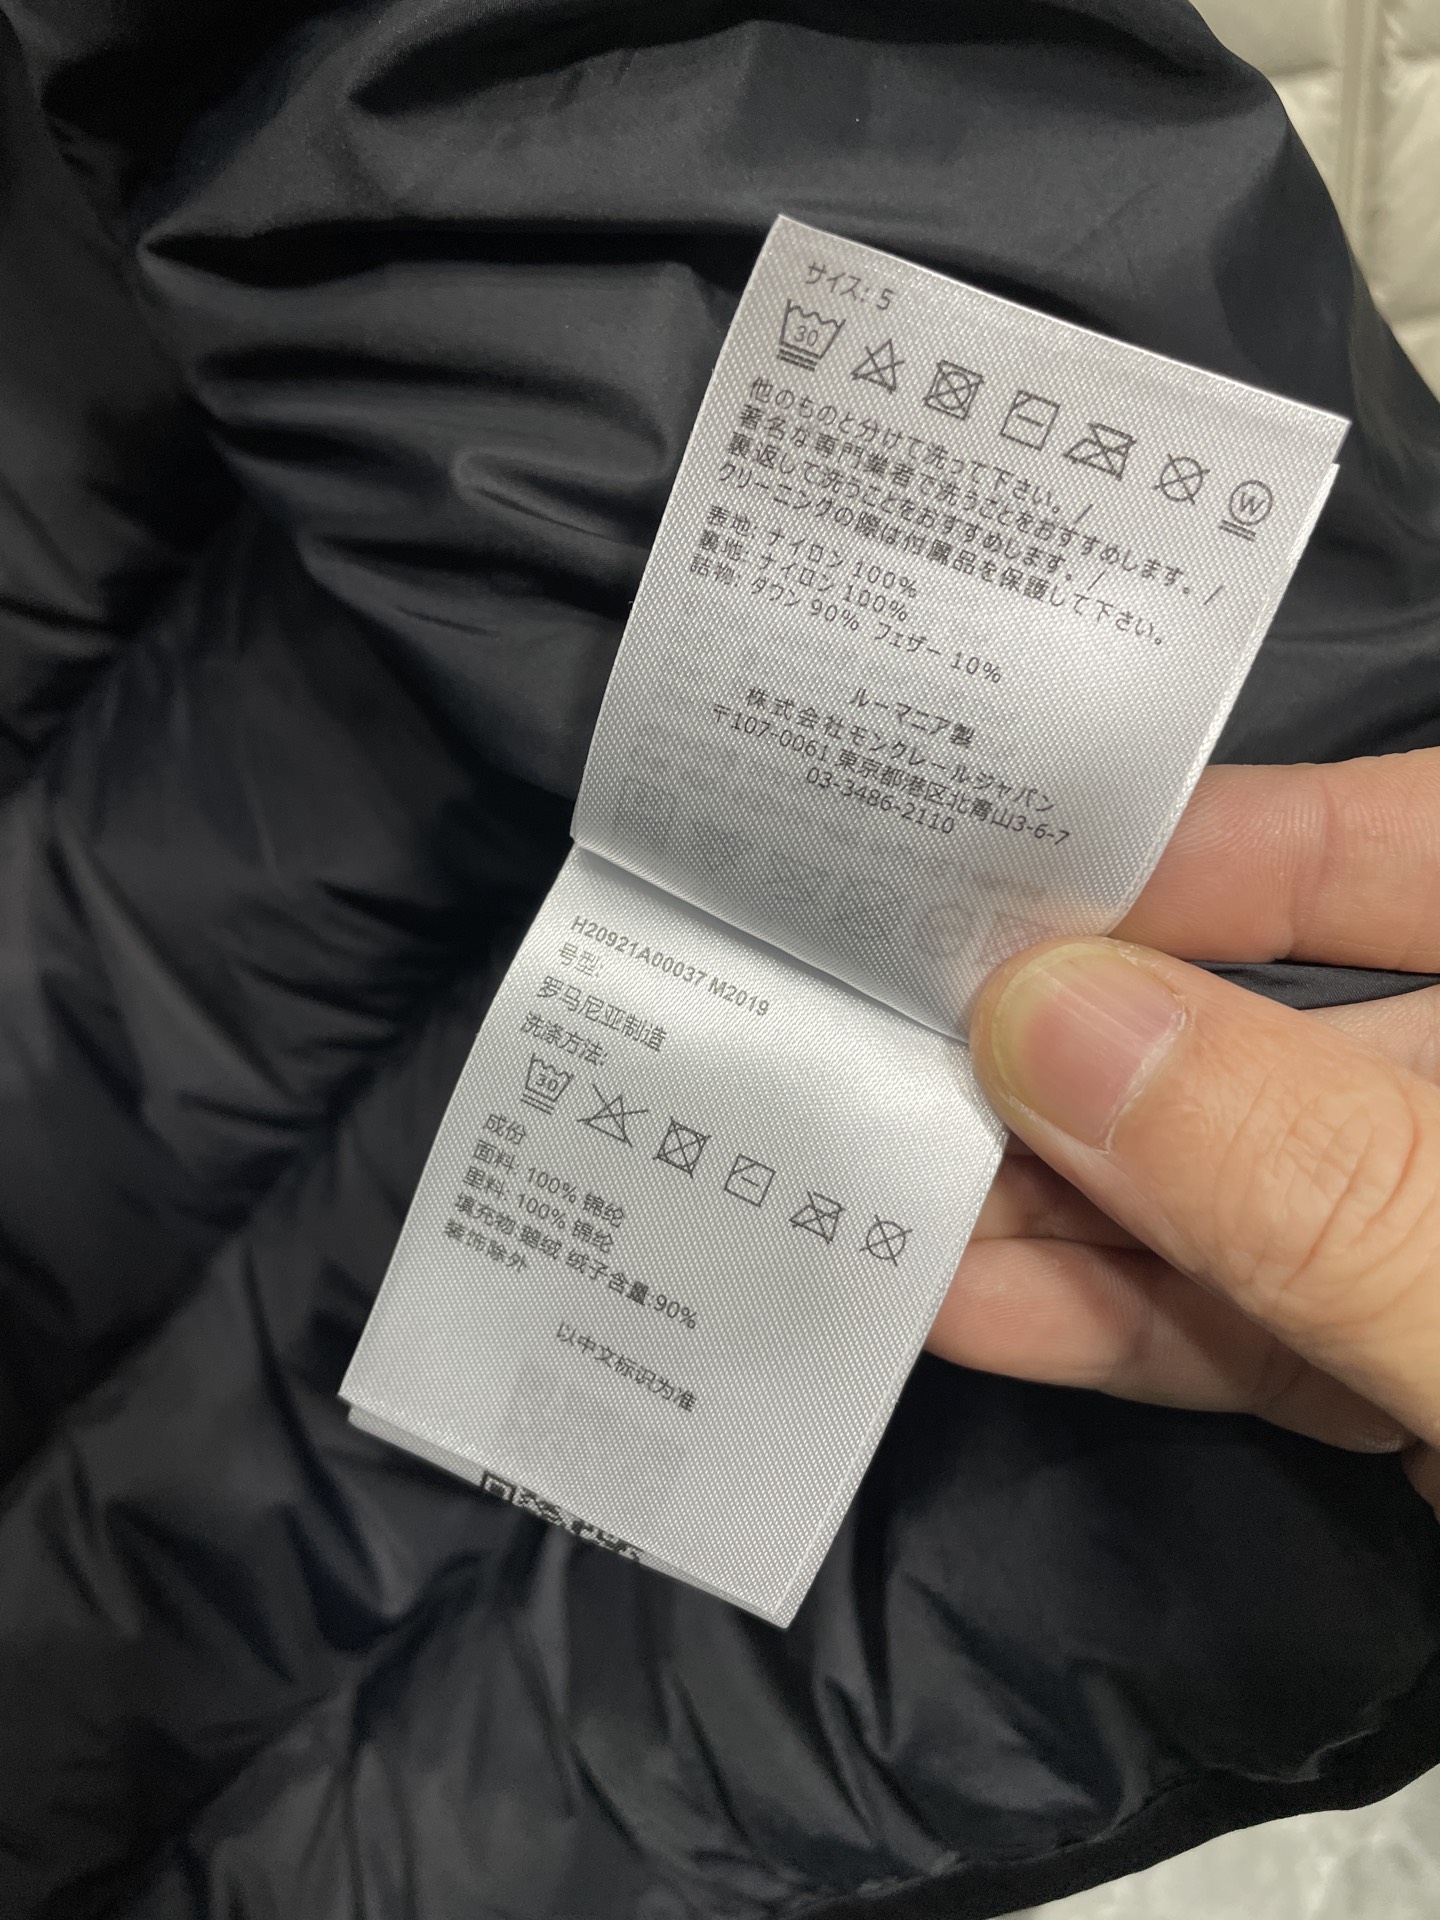 サイズ: 5
30
W
他のものと分けて洗って下さい。 /
著名な専門業者で洗うことをおすすめします。 /
裏返して洗うことをおすすめします。 /
クリーニングの際は付属品を保護して下さい。
表地: ナイロン 100%
裏地: ナイロン 100%
詰物: ダウン 90% フェザー 10%
ルーマニア製
株式会社モンクレールジャパン
〒107-0061 東京都港区北青山3-6-7
03-3486-2110
H20921A00037 M2019
号型:
罗马尼亚制造
洗涤方法:
30
成份
面料: 100% 锦纶
里料: 100% 锦纶
填充物 绒 绒子含量:90%
装饰除外
以中文标识为准